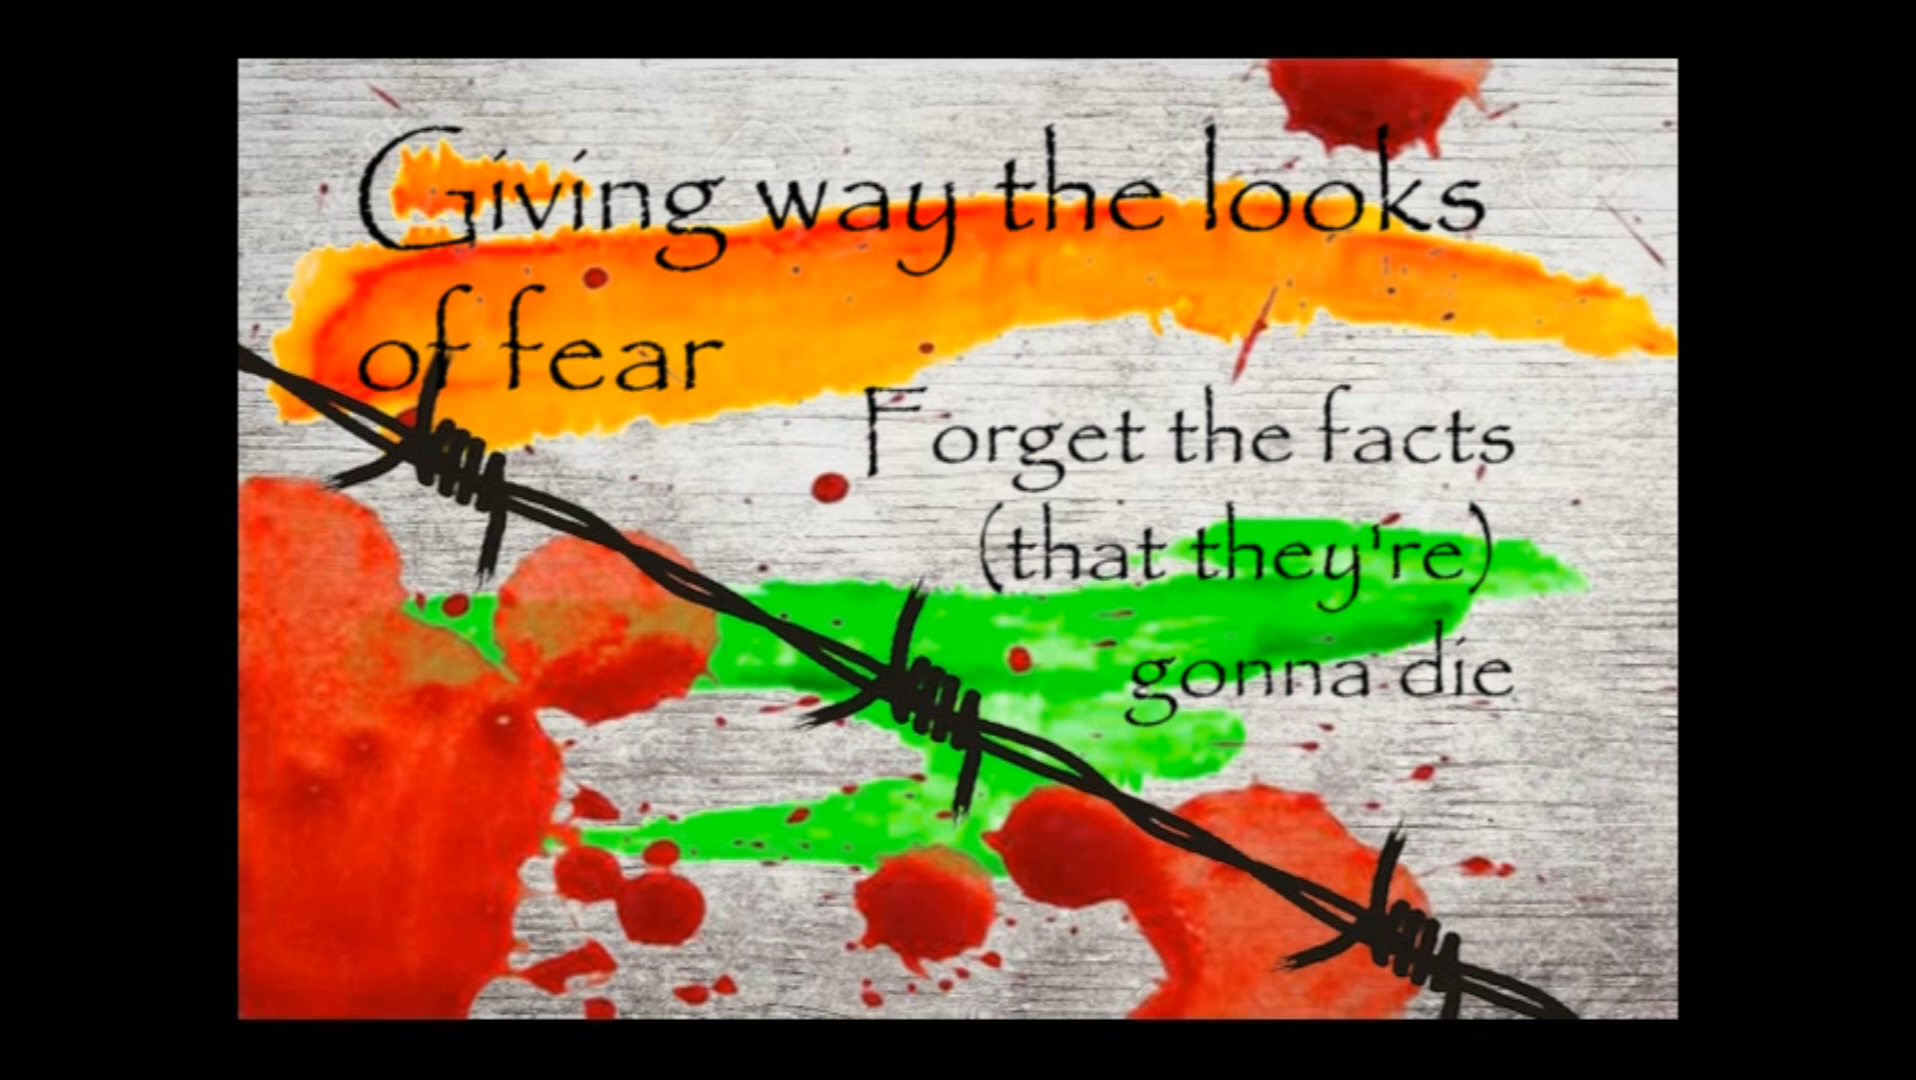 Giving way the looks
of fear
Forget the facts
(that they're)
gonna die